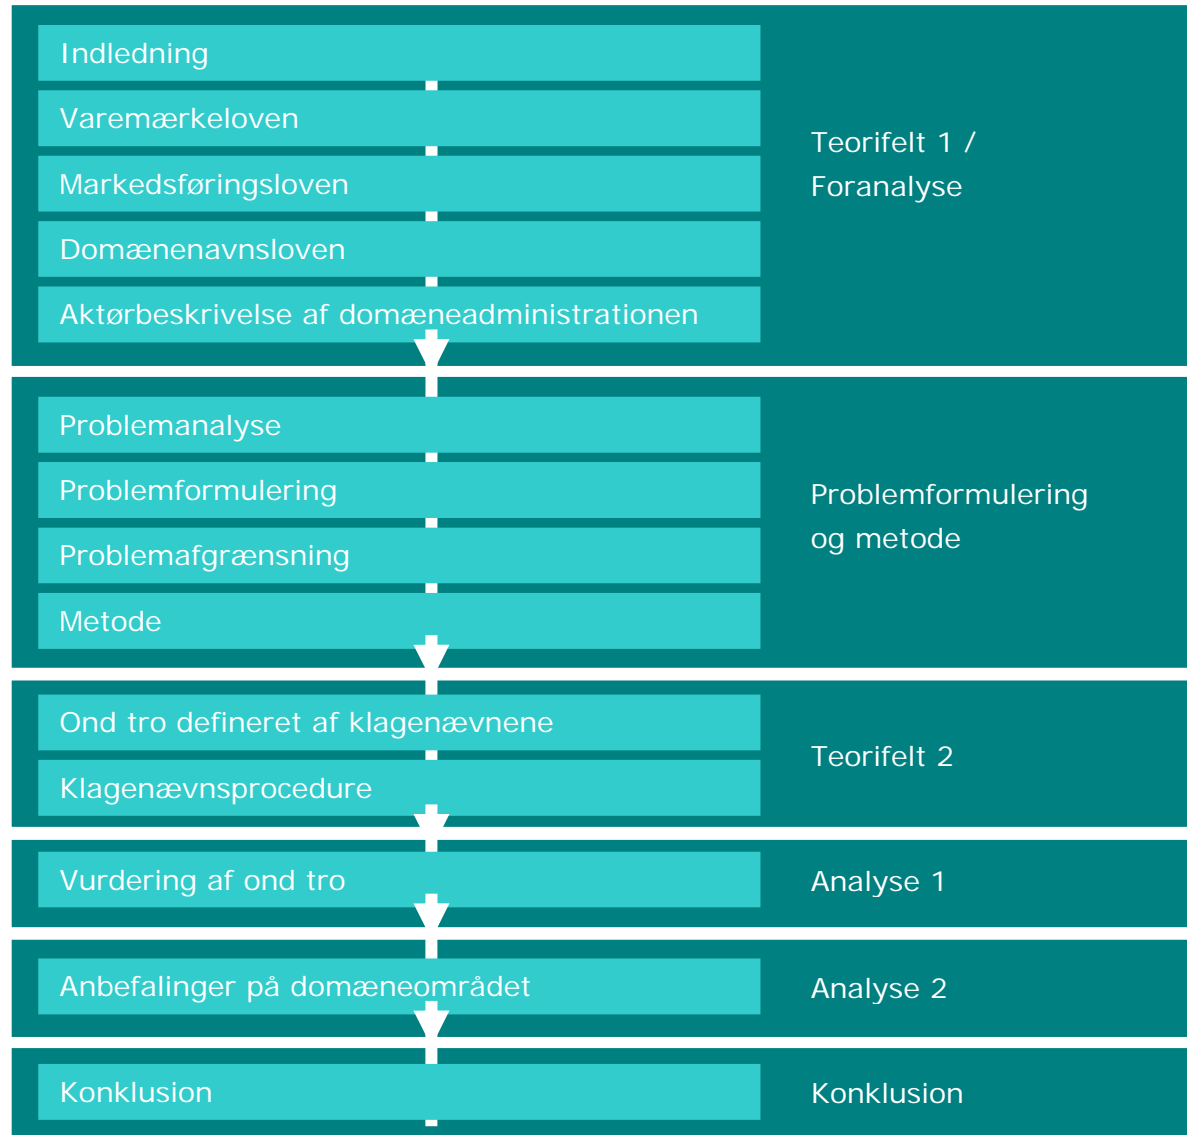 Indledning
Varemærkeloven
Markedsføringsloven
Domænenavnsloven
Aktørbeskrivelse af domæneadministrationen
Teorifelt 1 /
Foranalyse
Problemanalyse
Problemformulering
Problemafgrænsning
Metode
Problemformulering
og metode
Ond tro defineret af klagenævnene
Klagenævnsprocedure
Teorifelt 2
Vurdering af ond tro
Analyse 1
Anbefalinger på domæneområdet
Analyse 2
Konklusion
Konklusion